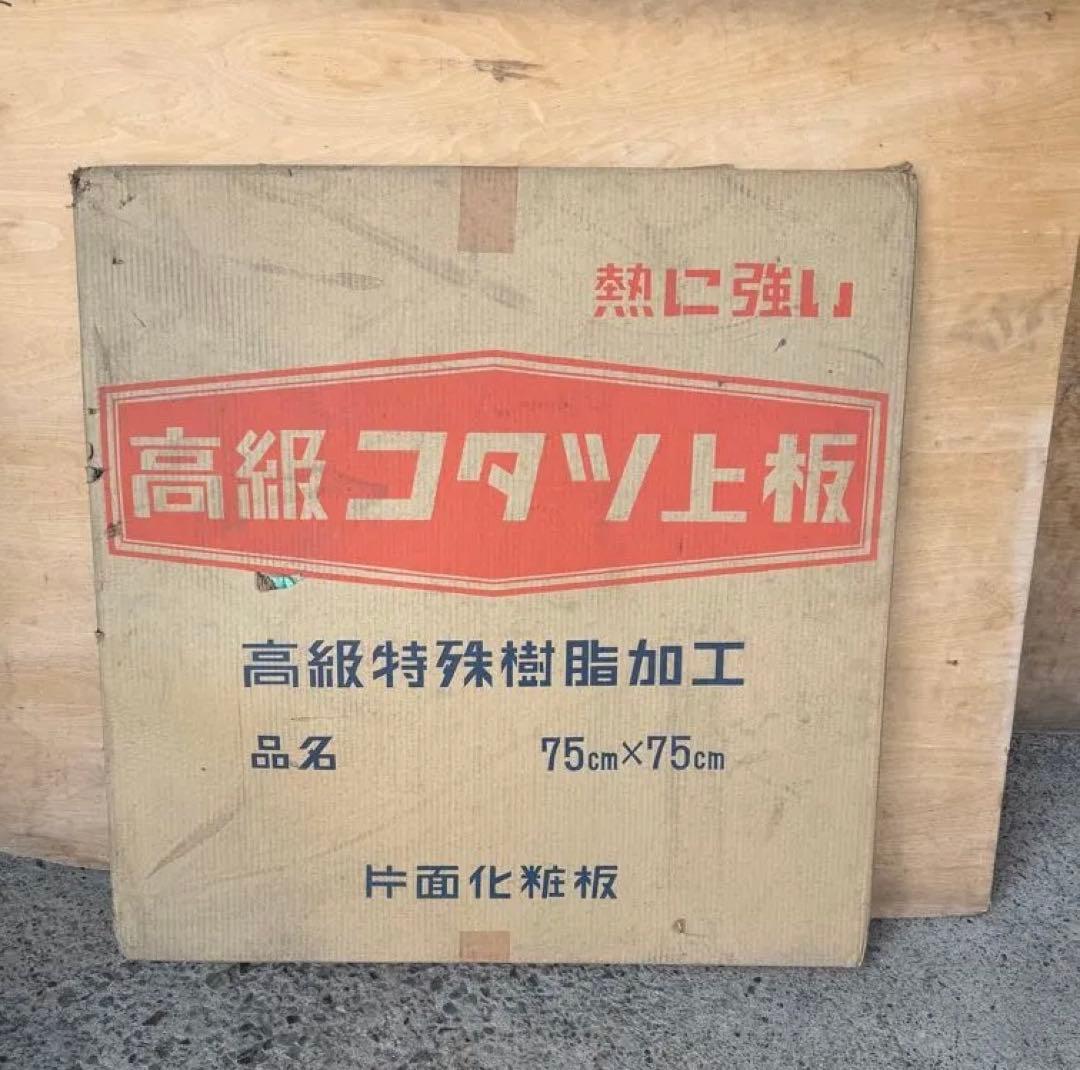 熱に強い
高級コタツ上板
高級特殊樹脂加工
品名 75cm×75cm
片面化粧板